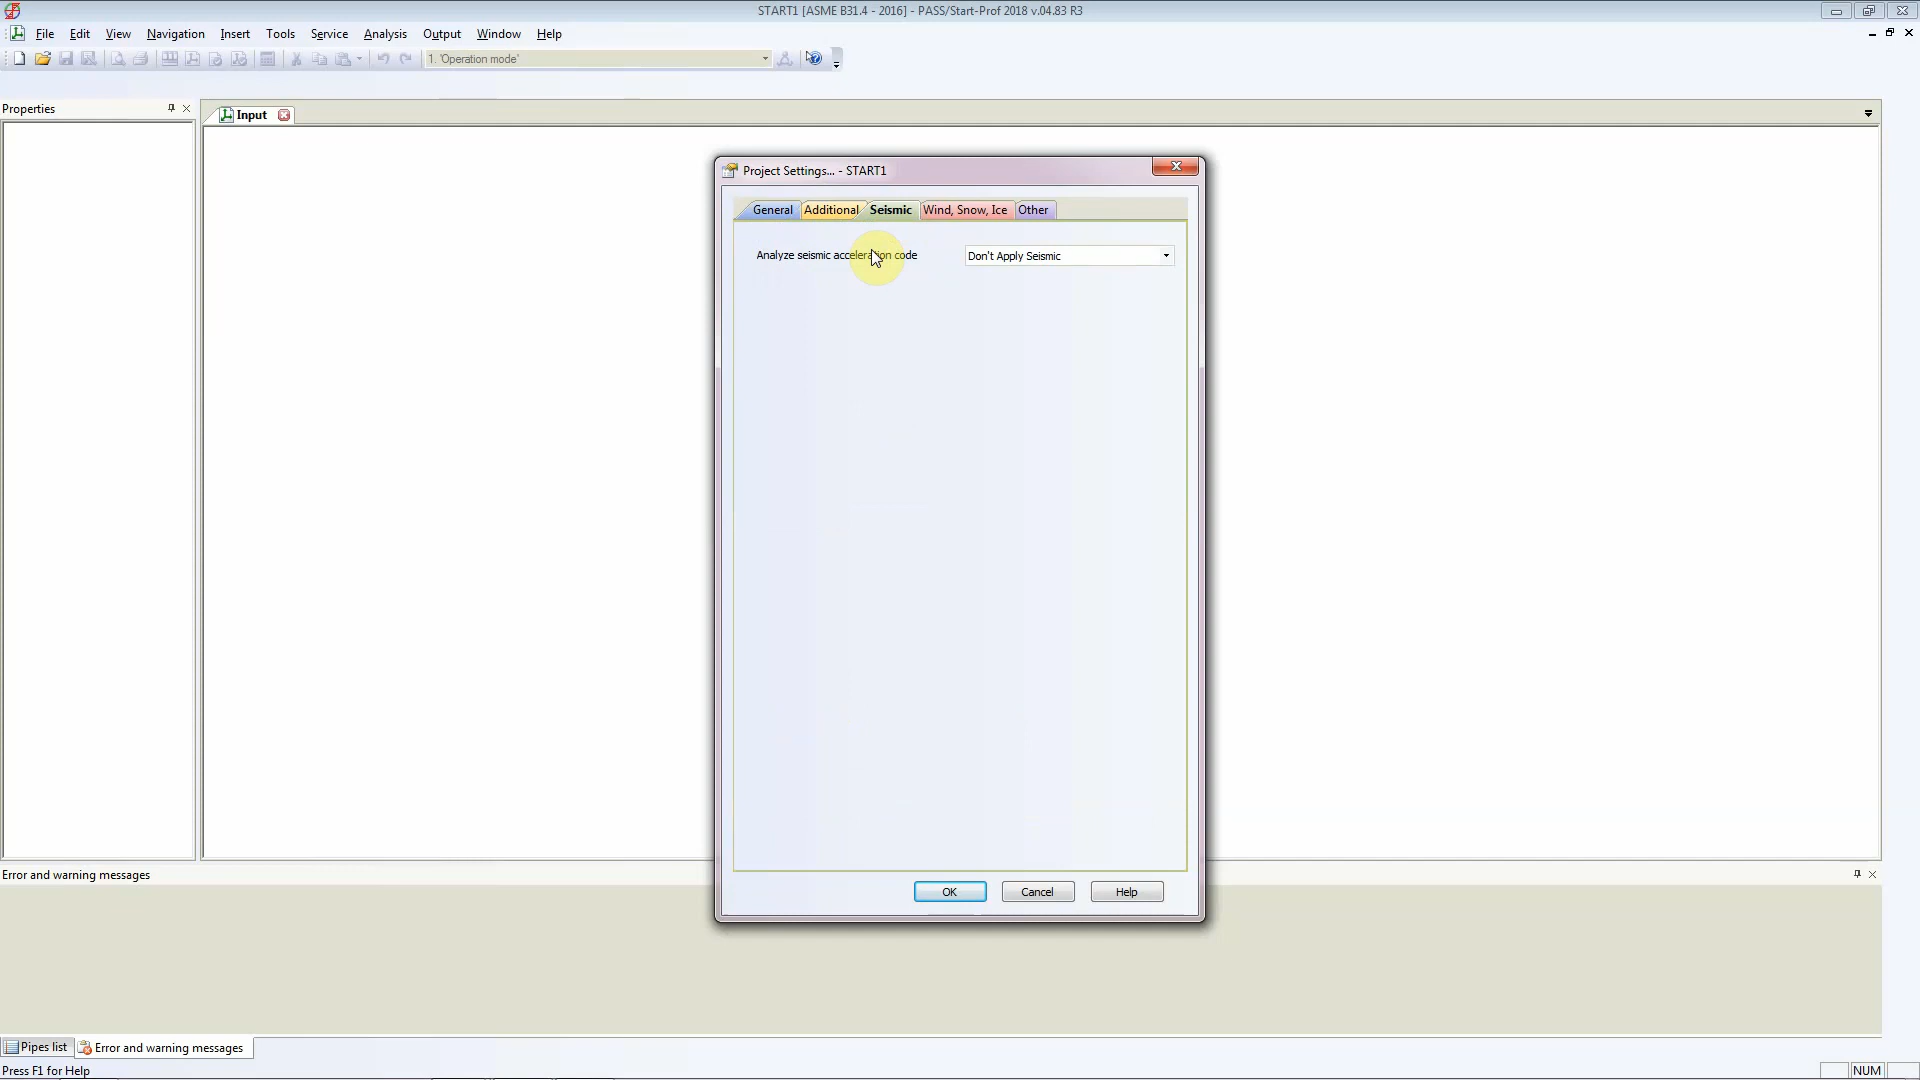 START1 [ASME B31.4 - 2016] - PASS/Start-Prof 2018 v.04.83 R3
File Edit View Navigation Insert Tools Service Analysis Output Window Help
1. 'Operation mode'
Properties
Input
Project Settings... - START1
General Additional Seismic Wind, Snow, Ice Other
Analyze seismic acceleration code Don't Apply Seismic
OK Cancel Help
Error and warning messages
Pipes list Error and warning messages
Press F1 for Help NUM